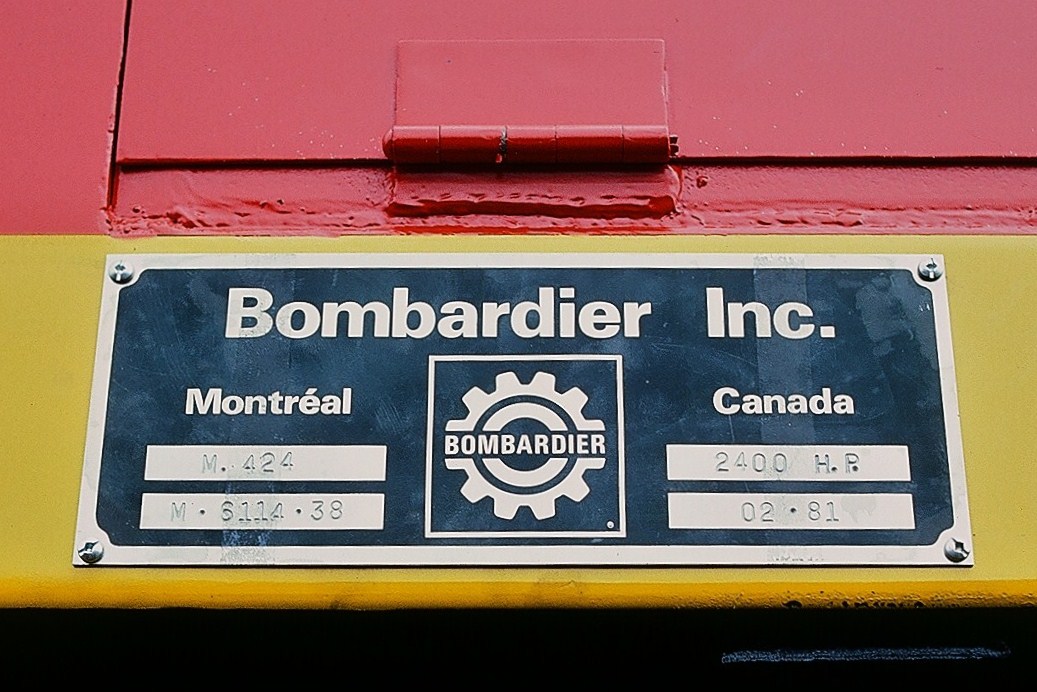 Bombardier Inc.
Montréal Canada
BOMBARDIER
M. 424 2400 H.P.
M · 6114 · 38 02 · 81